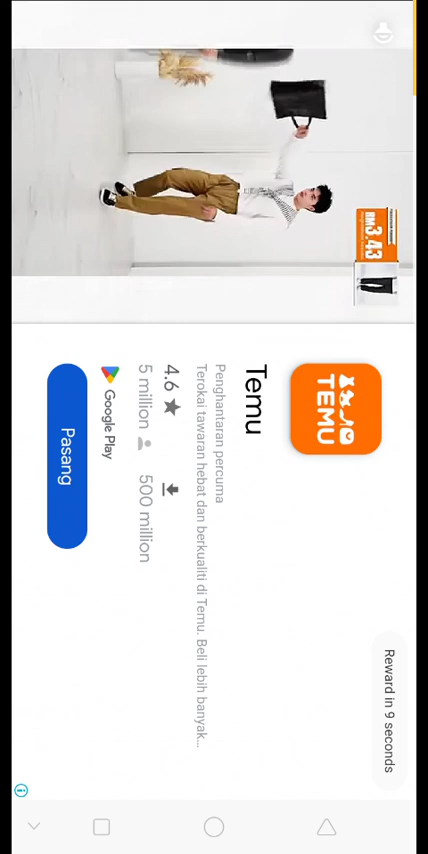 RM3.43
TEMU
Temu
Penghantaran percuma
Terokai tawaran hebat dan berkualiti di Temu. Beli lebih banyak...
4.6 ★
5 million
500 million
Google Play
Pasang
Reward in 9 seconds